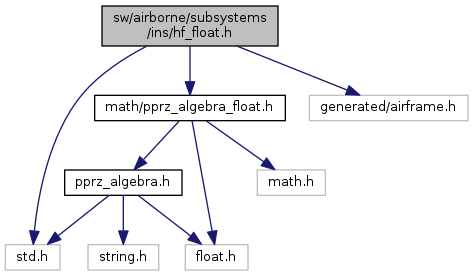 sw/airborne/subsystems
/ins/hf_float.h
math/pprz_algebra_float.h
generated/airframe.h
pprz_algebra.h
math.h
std.h
string.h
float.h